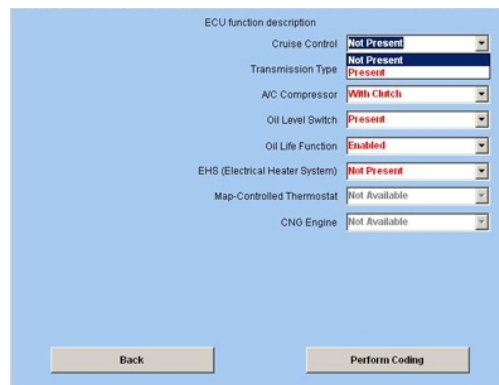 ECU function description
Cruise Control Not Present
Not Present
Transmission Type Present
A/C Compressor With Clutch
Oil Level Switch Present
Oil Life Function Enabled
EHS (Electrical Heater System) Not Present
Map-Controlled Thermostat Not Available
CNG Engine Not Available
Back Perform Coding